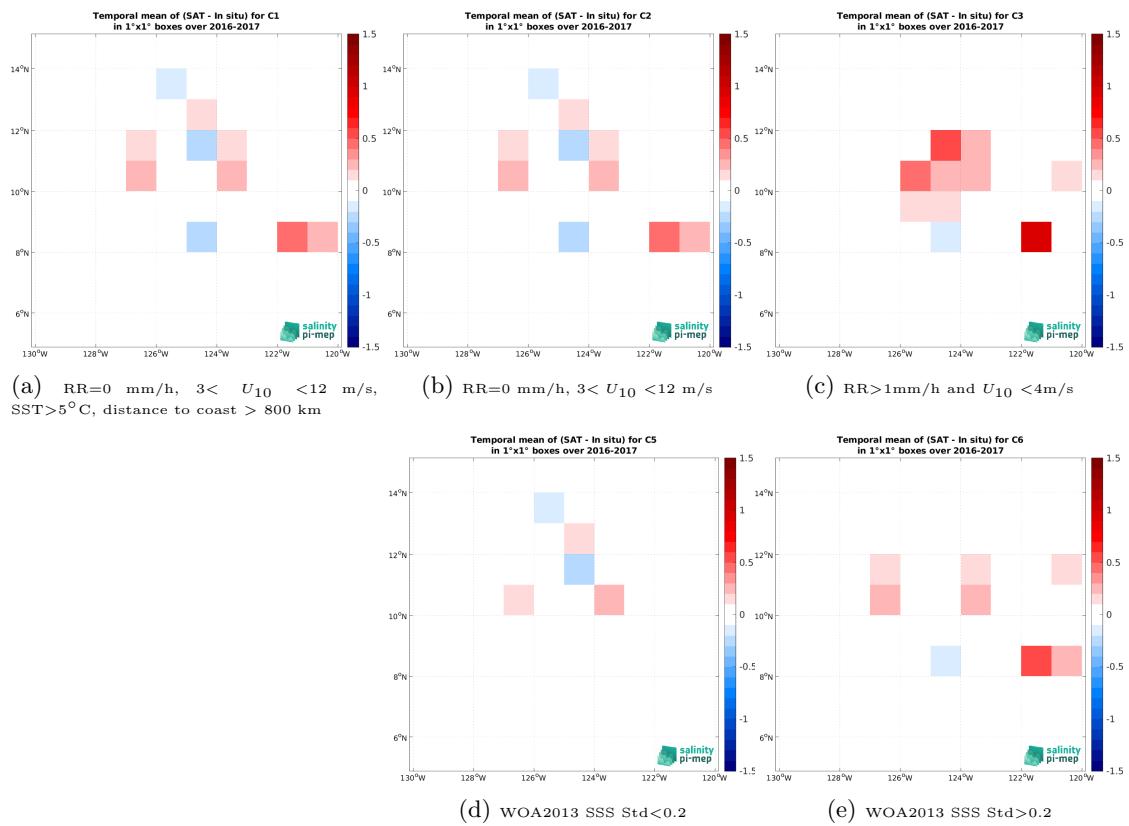 Temporal mean of (SAT - In situ) for C1
in 1°x1° boxes over 2016-2017
14°N
12°N
10°N
8°N
6°N
130°W 128°W 126°W 124°W 122°W 120°W
1.5
1
0.5
0
-0.5
-1
-1.5
salinity
pi-mep
(a) RR=0 mm/h, 3< U10 <12 m/s,
SST>5°C, distance to coast > 800 km
Temporal mean of (SAT - In situ) for C2
in 1°x1° boxes over 2016-2017
14°N
12°N
10°N
8°N
6°N
130°W 128°W 126°W 124°W 122°W 120°W
1.5
1
0.5
0
-0.5
-1
-1.5
salinity
pi-mep
(b) RR=0 mm/h, 3< U10 <12 m/s
Temporal mean of (SAT - In situ) for C3
in 1°x1° boxes over 2016-2017
14°N
12°N
10°N
8°N
6°N
130°W 128°W 126°W 124°W 122°W 120°W
1.5
1
0.5
0
-0.5
-1
-1.5
salinity
pi-mep
(c) RR>1mm/h and U10 <4m/s
Temporal mean of (SAT - In situ) for C5
in 1°x1° boxes over 2016-2017
14°N
12°N
10°N
8°N
6°N
130°W 128°W 126°W 124°W 122°W 120°W
1.5
1
0.5
0
-0.5
-1
-1.5
salinity
pi-mep
(d) WOA2013 SSS Std<0.2
Temporal mean of (SAT - In situ) for C6
in 1°x1° boxes over 2016-2017
14°N
12°N
10°N
8°N
6°N
130°W 128°W 126°W 124°W 122°W 120°W
1.5
1
0.5
0
-0.5
-1
-1.5
salinity
pi-mep
(e) WOA2013 SSS Std>0.2